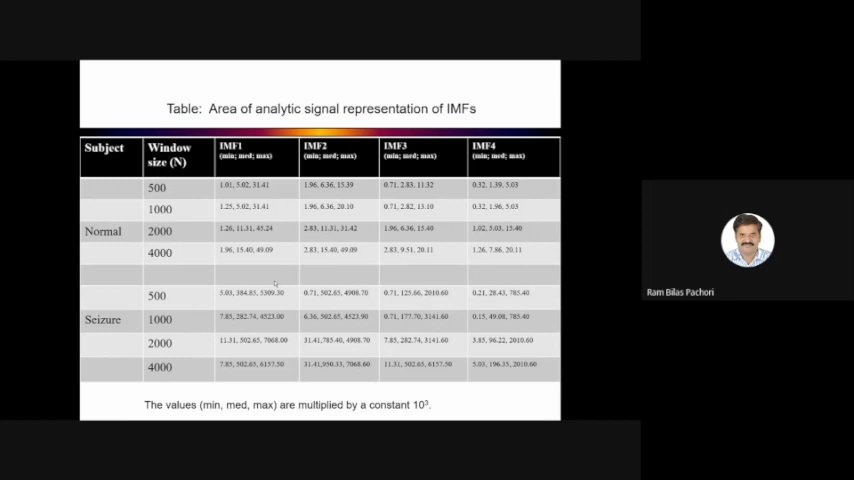 Table: Area of analytic signal representation of IMFs
Subject Window size (N) IMF1 (min; med; max) IMF2 (min; med; max) IMF3 (min; med; max) IMF4 (min; med; max)
500 1.01, 5.02, 31.41 1.96, 6.36, 15.39 0.71, 2.83, 11.32 0.32, 1.39, 5.03
1000 1.25, 5.02, 31.41 1.96, 6.36, 20.10 0.71, 2.82, 13.10 0.32, 1.96, 5.03
Normal 2000 1.26, 11.31, 45.24 2.83, 11.31, 31.42 1.96, 6.36, 15.40 1.02, 5.03, 15.40
4000 1.96, 15.40, 49.09 2.83, 15.40, 49.09 2.83, 9.51, 20.11 1.26, 7.86, 20.11
500 5.03, 384.85, 5309.30 0.71, 502.65, 4908.70 0.71, 125.66, 2010.60 0.21, 28.43, 785.40
Seizure 1000 7.85, 282.74, 4523.00 6.36, 502.65, 4523.90 0.71, 177.70, 3141.60 0.15, 49.08, 785.40
2000 11.31, 502.65, 7068.00 31.41,785.40, 4908.70 7.85, 282.74, 3141.60 3.85, 96.22, 2010.60
4000 7.85, 502.65, 6157.50 31.41,950.33, 7068.60 11.31, 502.65, 6157.50 5.03, 196.35, 2010.60
The values (min, med, max) are multiplied by a constant 10³.
Ram Bilas Pachori